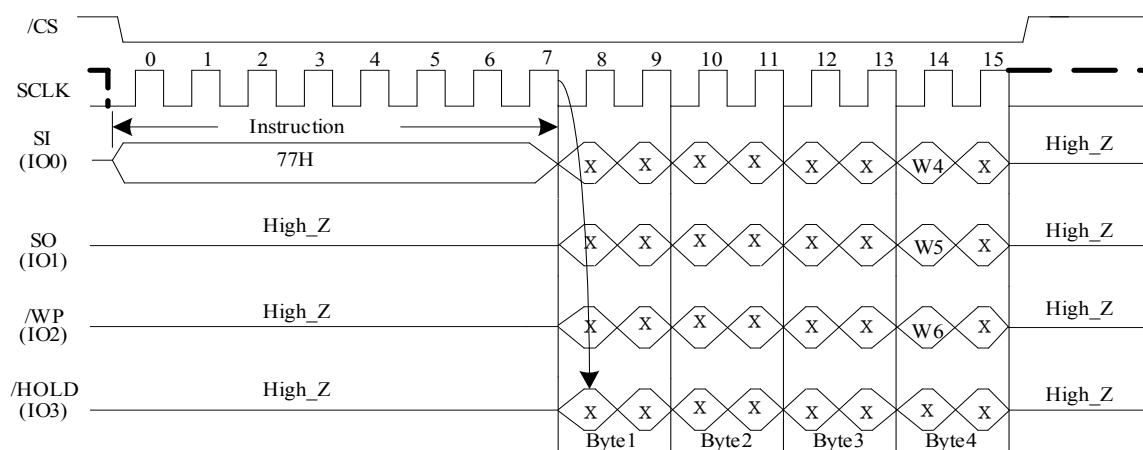 /CS
0 1 2 3 4 5 6 7 8 9 10 11 12 13 14 15
SCLK
Instruction
SI
(IO0)
77H
X X X X X X W4 X
High_Z
SO
(IO1)
High_Z
X X X X X X W5 X
High_Z
/WP
(IO2)
High_Z
X X X X X X W6 X
High_Z
/HOLD
(IO3)
High_Z
X X X X X X X X
High_Z
Byte1 Byte2 Byte3 Byte4